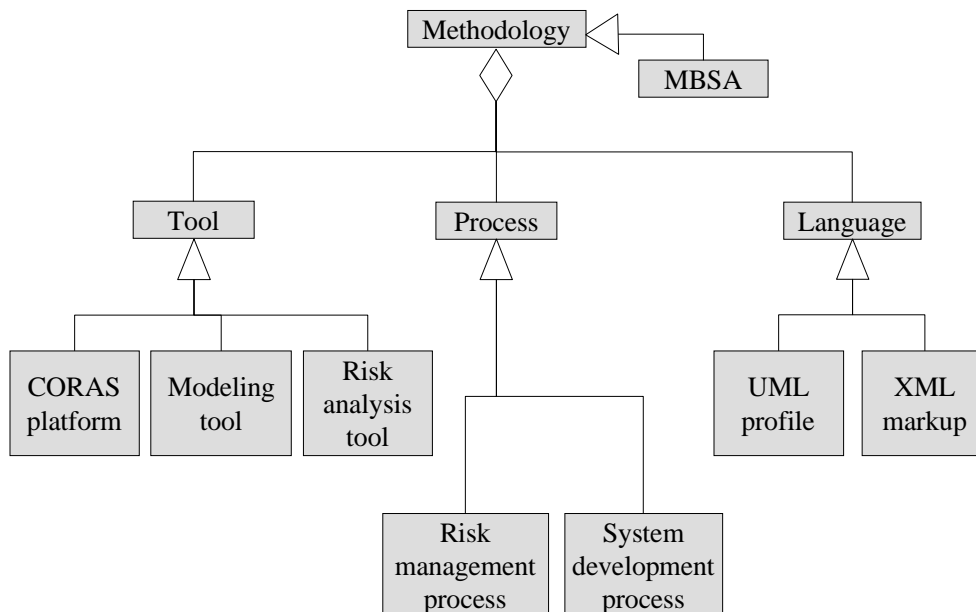 Methodology
MBSA
Tool
Process
Language
CORAS
platform
Modeling
tool
Risk
analysis
tool
UML
profile
XML
markup
Risk
management
process
System
development
process